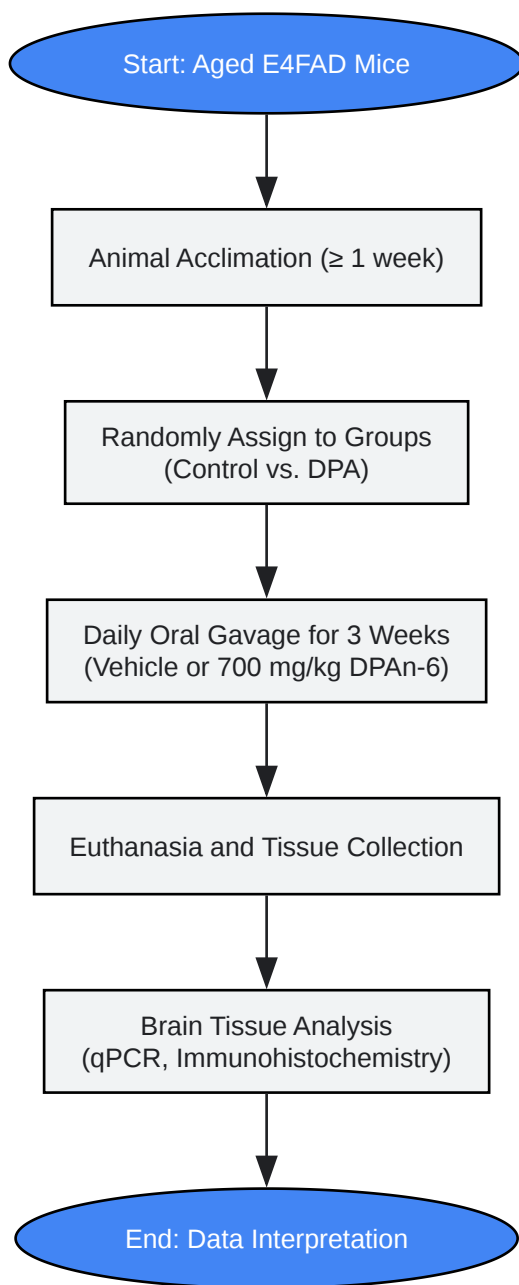 Start: Aged E4FAD Mice
Animal Acclimation (≥ 1 week)
Randomly Assign to Groups
(Control vs. DPA)
Daily Oral Gavage for 3 Weeks
(Vehicle or 700 mg/kg DPAn-6)
Euthanasia and Tissue Collection
Brain Tissue Analysis
(qPCR, Immunohistochemistry)
End: Data Interpretation